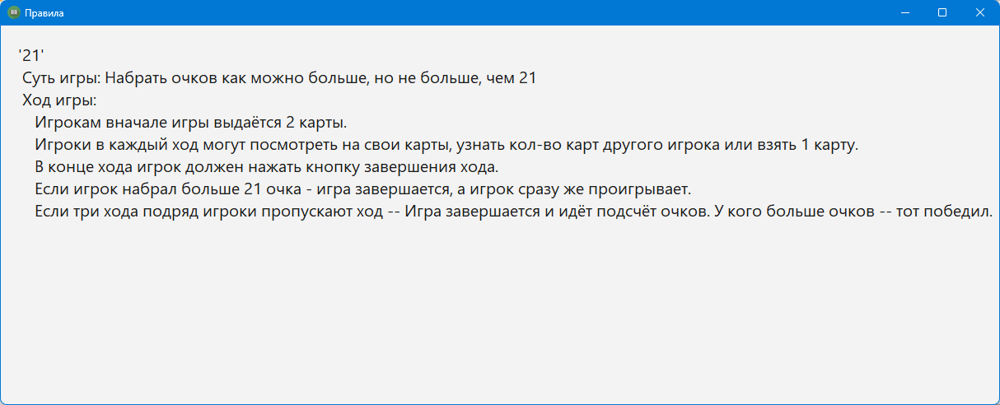 Правила
'21'
Суть игры: Набрать очков как можно больше, но не больше, чем 21
Ход игры:
Игрокам вначале игры выдаётся 2 карты.
Игроки в каждый ход могут посмотреть на свои карты, узнать кол-во карт другого игрока или взять 1 карту.
В конце хода игрок должен нажать кнопку завершения хода.
Если игрок набрал больше 21 очка - игра завершается, а игрок сразу же проигрывает.
Если три хода подряд игроки пропускают ход -- Игра завершается и идёт подсчёт очков. У кого больше очков -- тот победил.